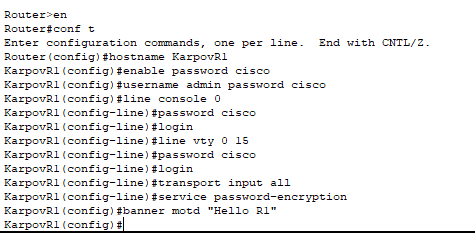 Router>en
Router#conf t
Enter configuration commands, one per line.  End with CNTL/Z.
Router(config)#hostname KarpovR1
KarpovR1(config)#enable password cisco
KarpovR1(config)#username admin password cisco
KarpovR1(config)#line console 0
KarpovR1(config-line)#password cisco
KarpovR1(config-line)#login
KarpovR1(config-line)#line vty 0 15
KarpovR1(config-line)#password cisco
KarpovR1(config-line)#login
KarpovR1(config-line)#transport input all
KarpovR1(config-line)#service password-encryption
KarpovR1(config)#banner motd "Hello R1"
KarpovR1(config)#